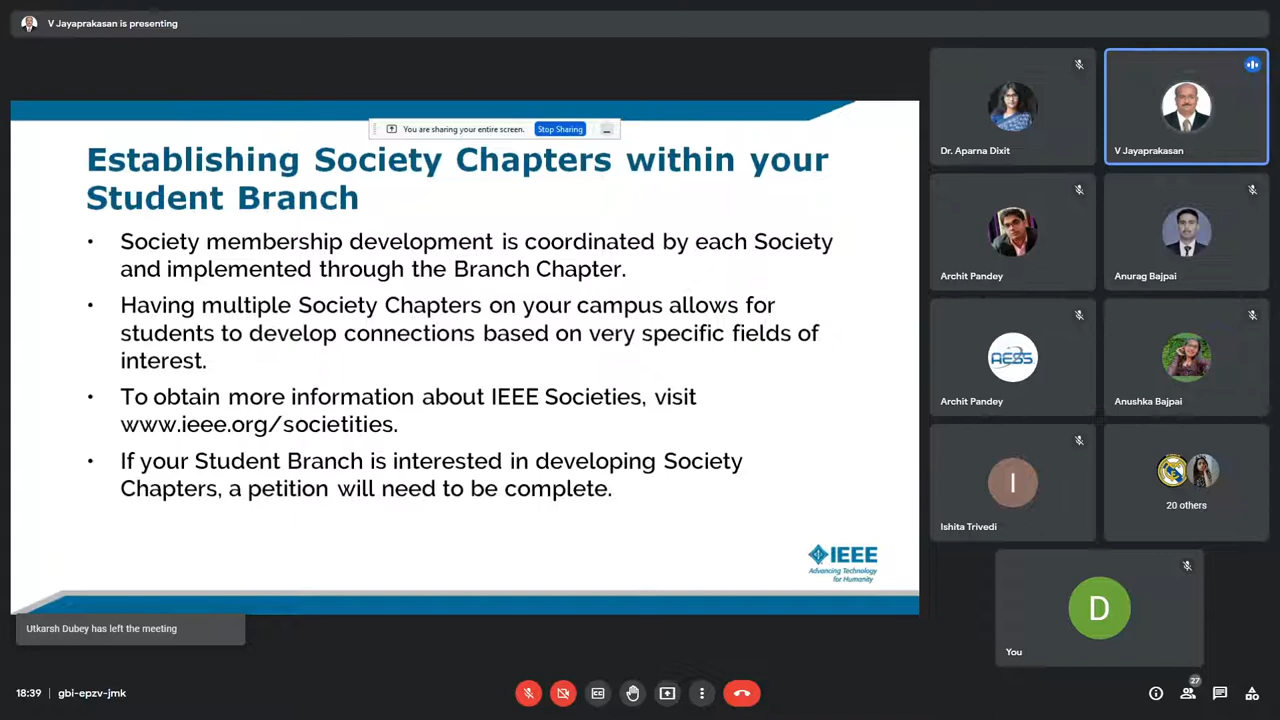 V Jayaprakasan is presenting
You are sharing your entire screen. Stop Sharing
Establishing Society Chapters within your
Student Branch
• Society membership development is coordinated by each Society
and implemented through the Branch Chapter.
• Having multiple Society Chapters on your campus allows for
students to develop connections based on very specific fields of
interest.
• To obtain more information about IEEE Societies, visit
www.ieee.org/societities.
• If your Student Branch is interested in developing Society
Chapters, a petition will need to be complete.
IEEE
Advancing Technology
for Humanity
Utkarsh Dubey has left the meeting
Dr. Aparna Dixit
V Jayaprakasan
Archit Pandey
Anurag Bajpai
AESS
Archit Pandey
Anushka Bajpai
I
Ishita Trivedi
20 others
D
You
18:39 | gbi-epzv-jmk
CC
27